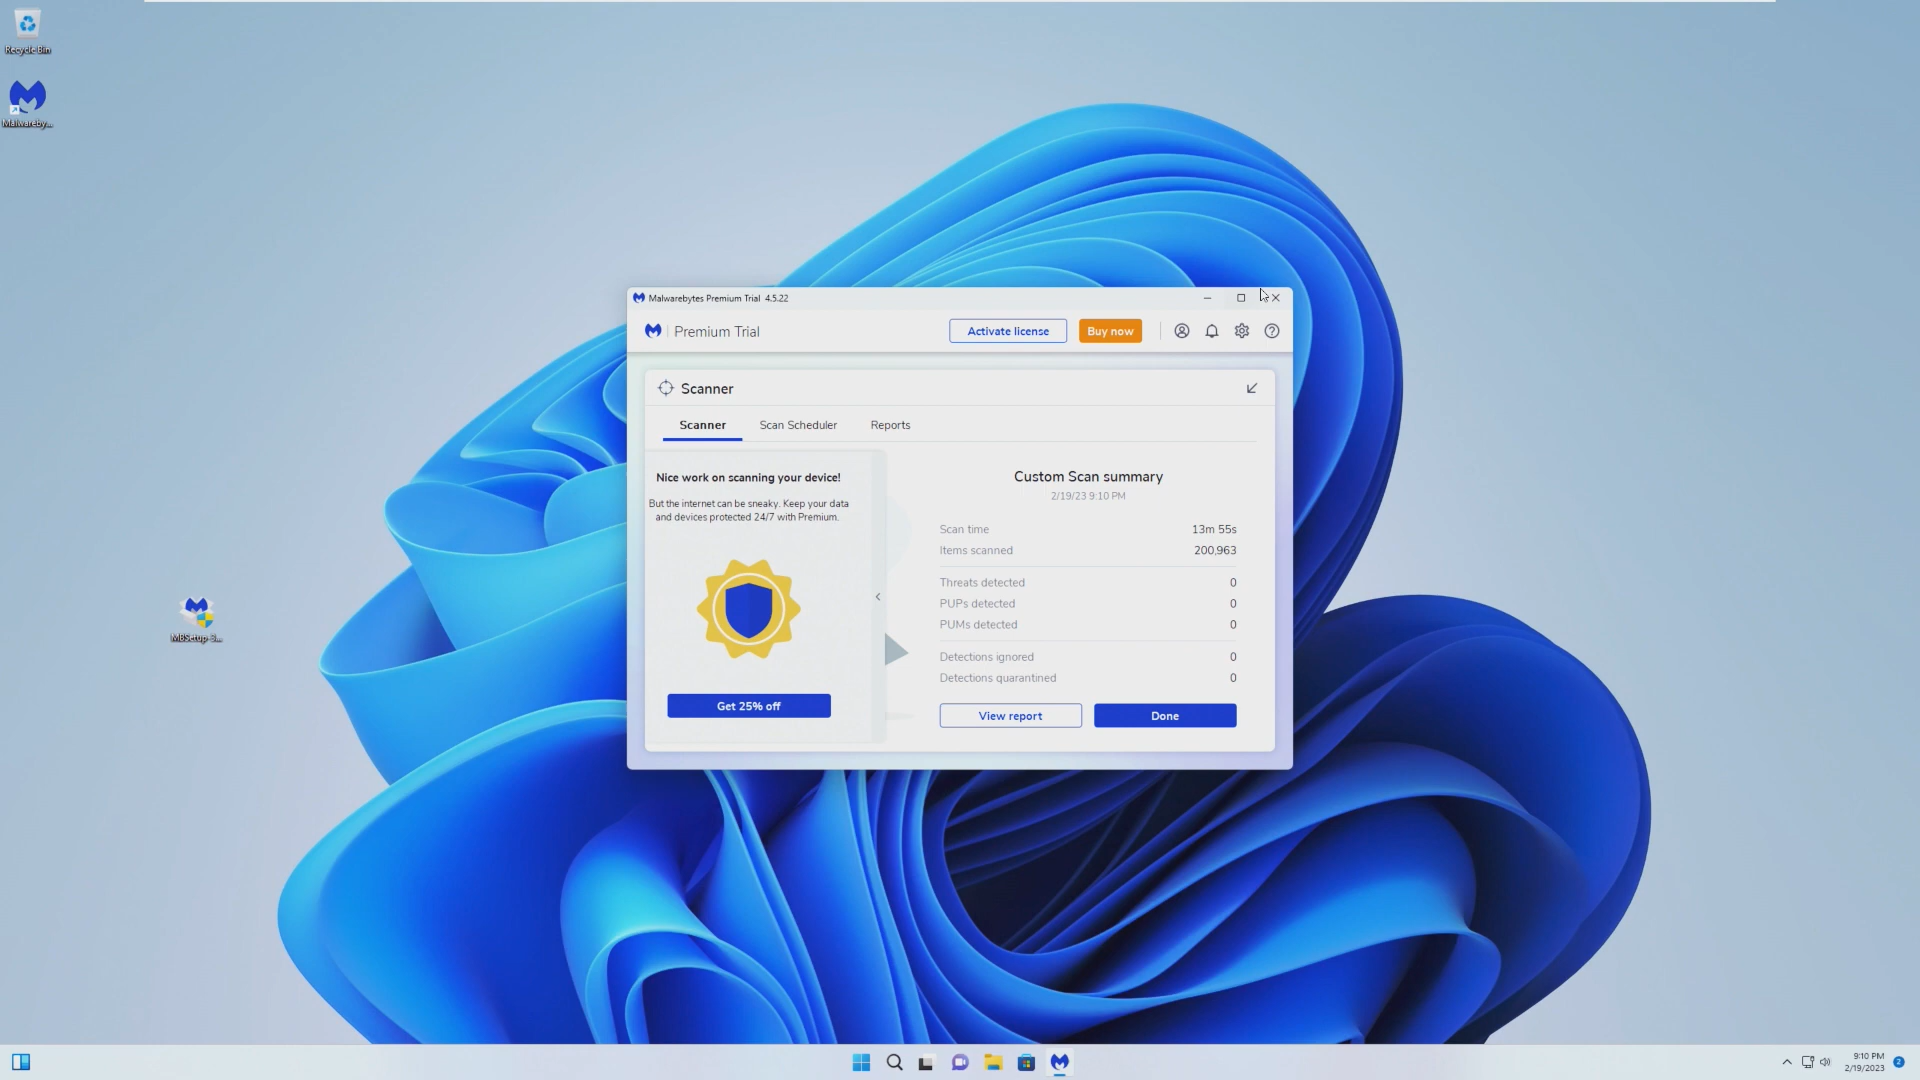 Recycle Bin
Malwareby...
MBSetup-3...
Malwarebytes Premium Trial 4.5.22
Premium Trial
Activate license
Buy now
Scanner
Scanner
Scan Scheduler
Reports
Nice work on scanning your device!
But the internet can be sneaky. Keep your data
and devices protected 24/7 with Premium.
Get 25% off
Custom Scan summary
2/19/23 9:10 PM
Scan time 13m 55s
Items scanned 200,963
Threats detected 0
PUPs detected 0
PUMs detected 0
Detections ignored 0
Detections quarantined 0
View report
Done
9:10 PM
2/19/2023
2